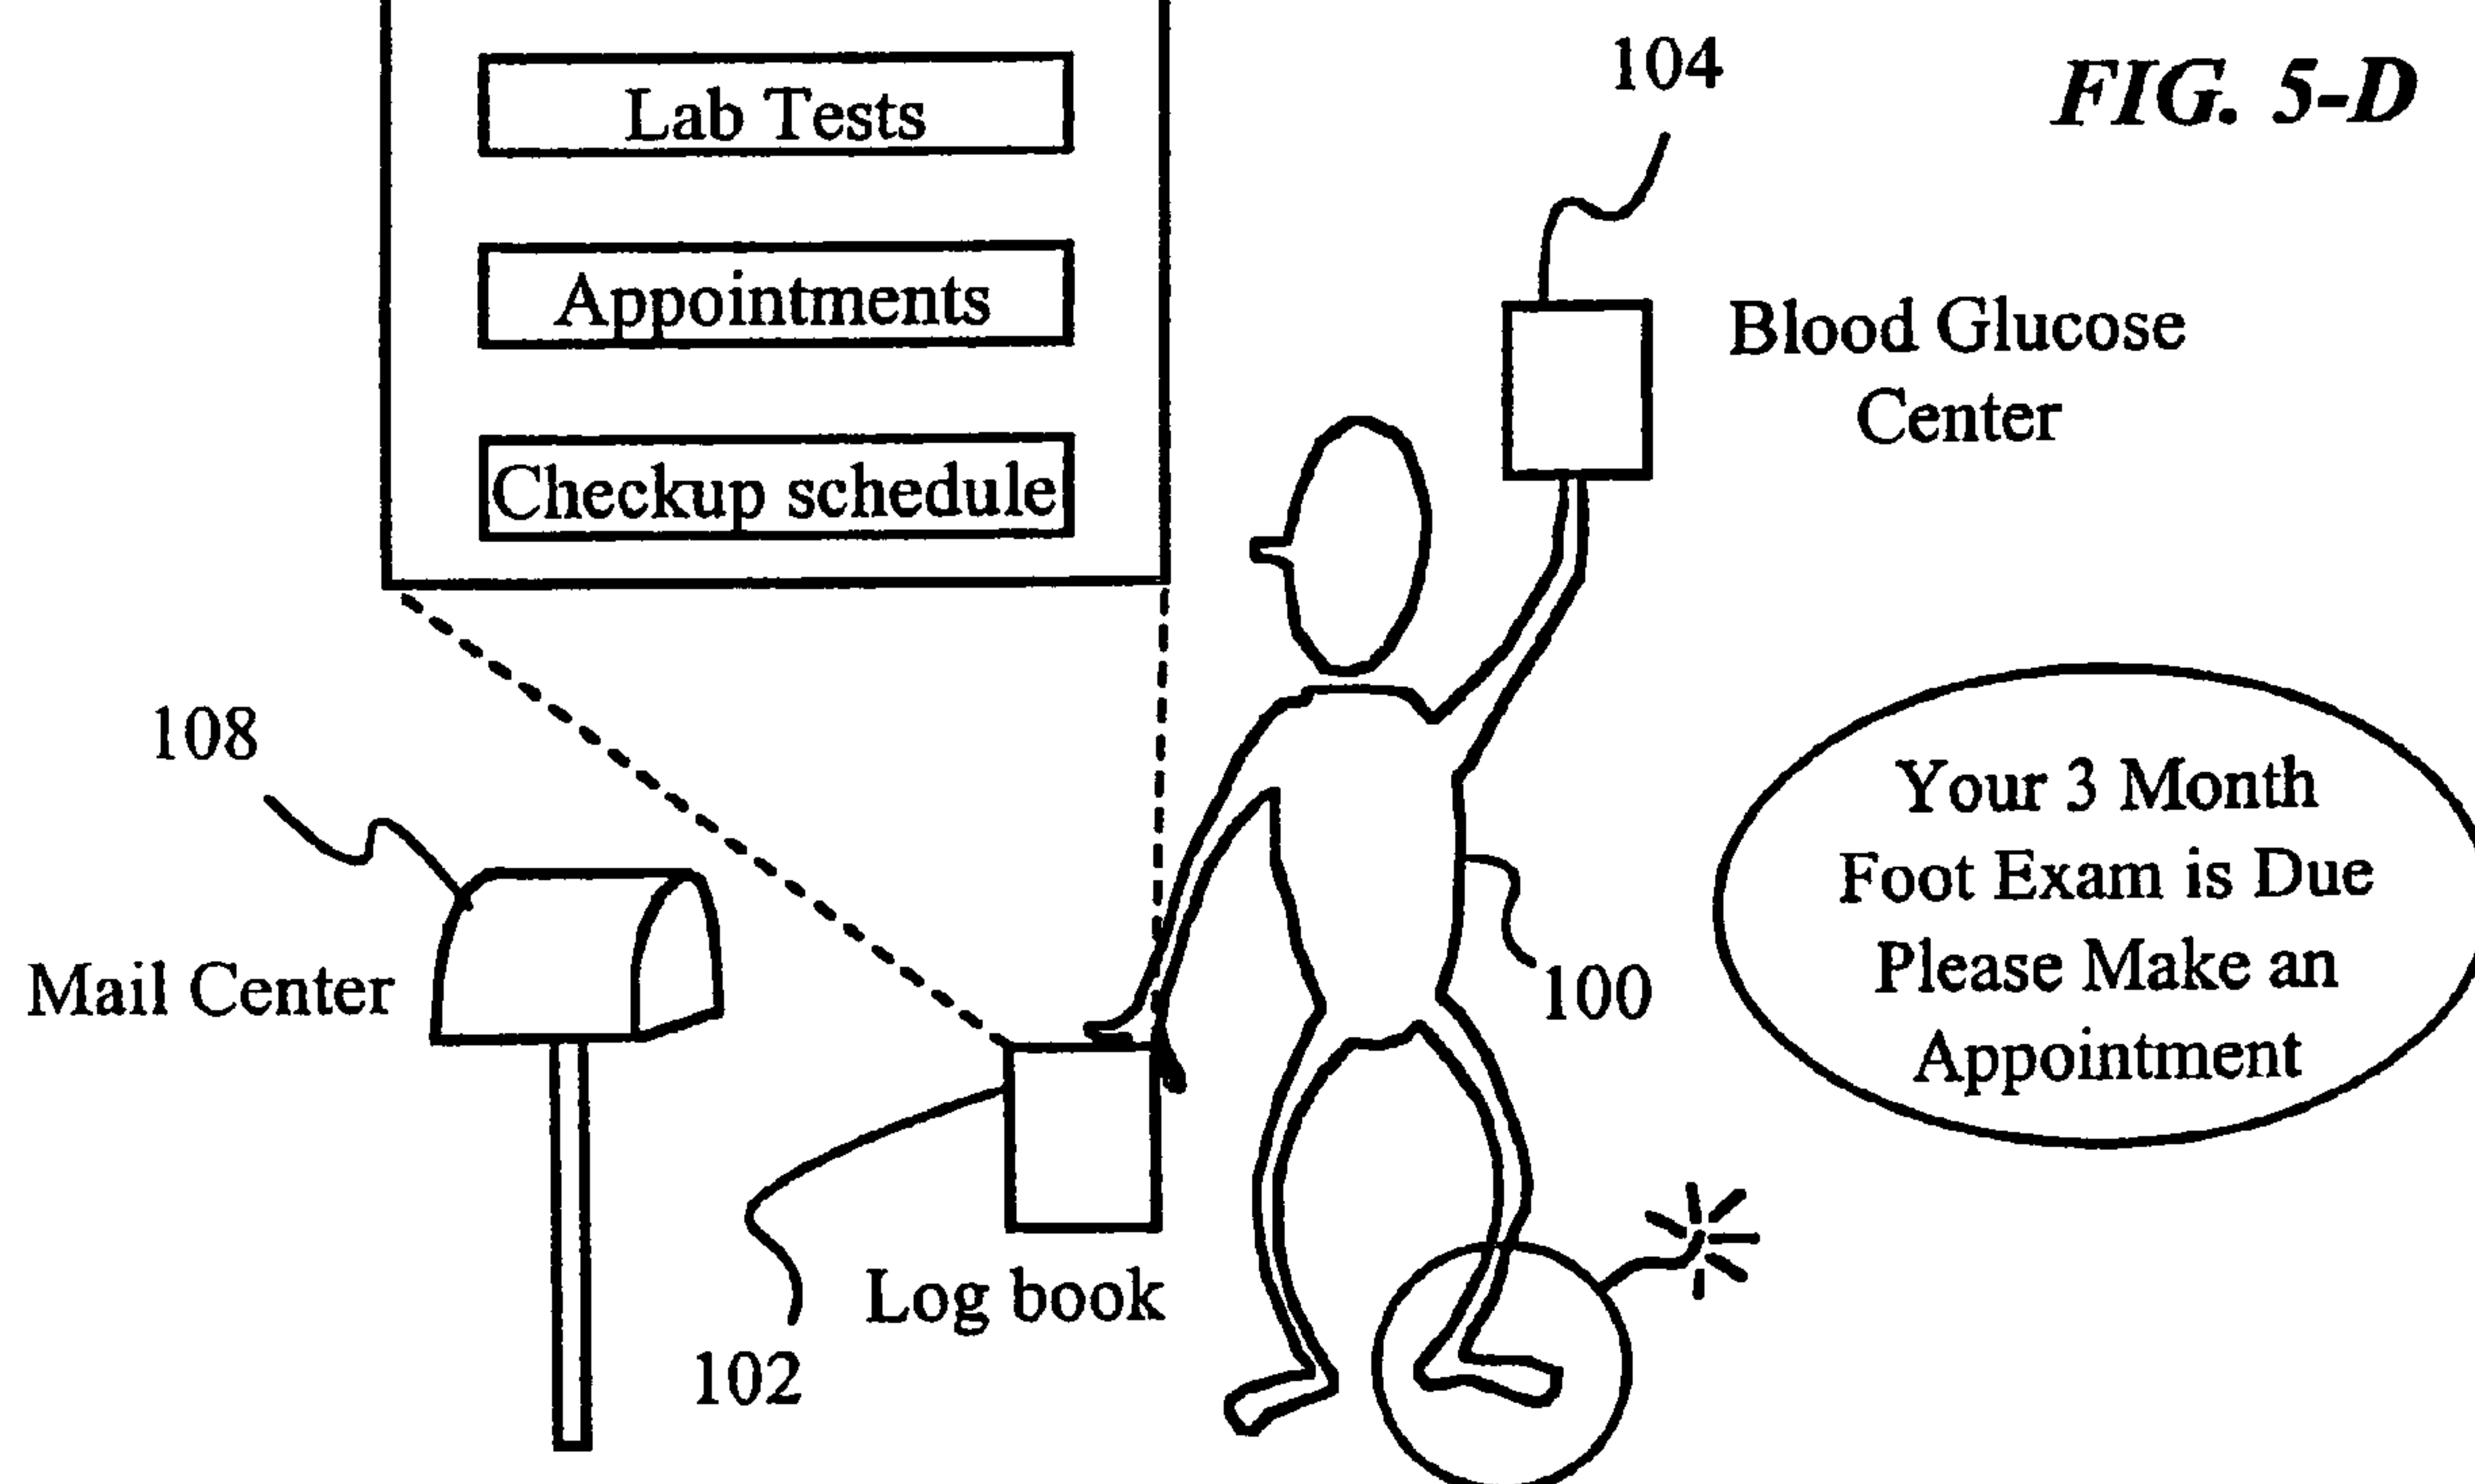 FIG. 5-D
104
Lab Tests
Appointments
Checkup schedule
Blood Glucose
Center
108
Mail Center
100
Your 3 Month
Foot Exam is Due
Please Make an
Appointment
Log book
102